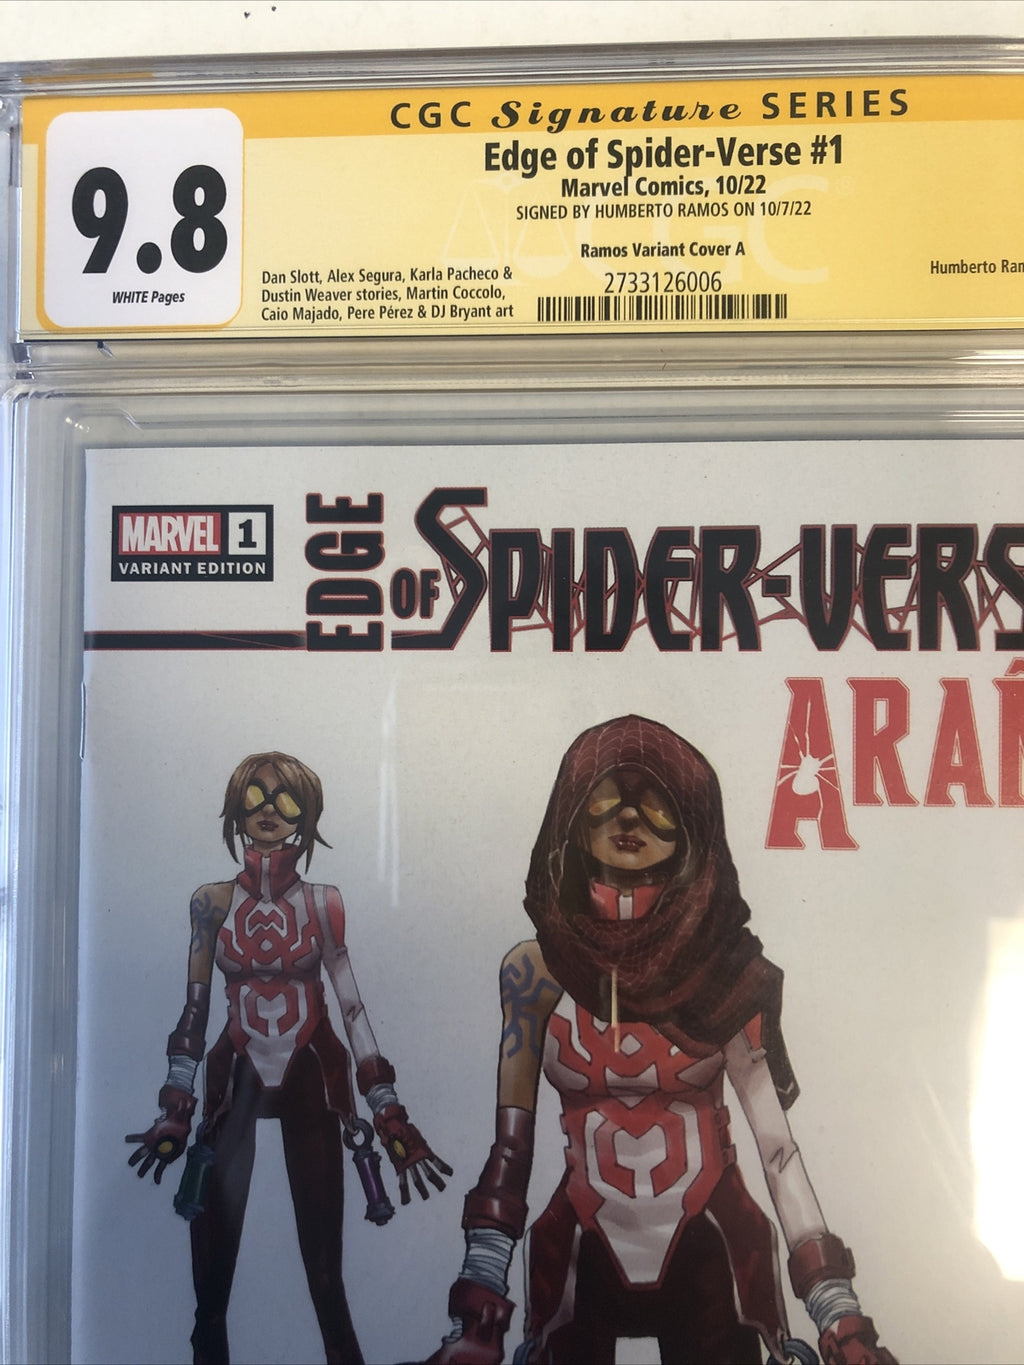 CGC Signature SERIES
9.8
WHITE Pages
Edge of Spider-Verse #1
Marvel Comics, 10/22
SIGNED BY HUMBERTO RAMOS ON 10/7/22
Ramos Variant Cover A
2733126006
Dan Slott, Alex Segura, Karla Pacheco &
Dustin Weaver stories, Martin Coccolo,
Caio Majado, Pere Pérez & DJ Bryant art
Humberto
MARVEL 1
VARIANT EDITION
EDGE OF SPIDER-VERS
ARAÑ